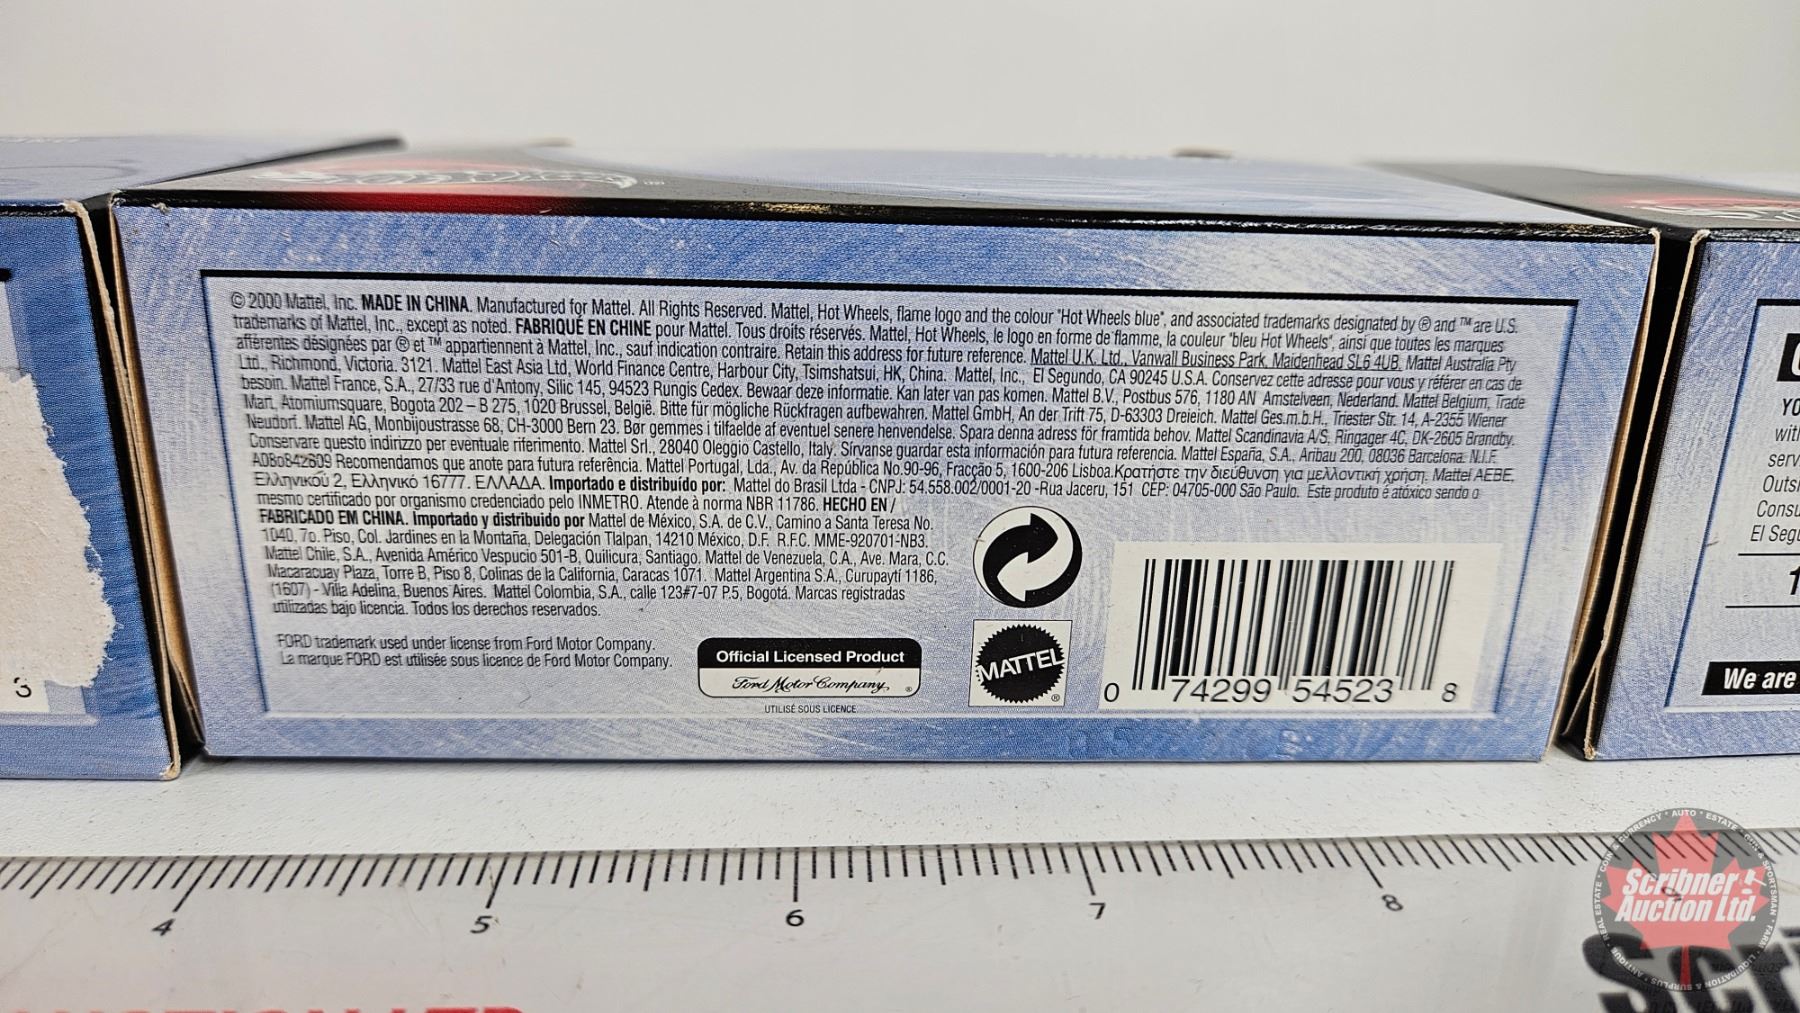 © 2000 Mattel, Inc. MADE IN CHINA. Manufactured for Mattel. All Rights Reserved. Mattel, Hot Wheels, flame logo and the colour "Hot Wheels blue", and associated trademarks designated by ® and ™ are U.S.
trademarks of Mattel, Inc., except as noted. FABRIQUÉ EN CHINE pour Mattel. Tous droits réservés. Mattel, Hot Wheels, le logo en forme de flamme, la couleur "bleu Hot Wheels", ainsi que toutes les marques
afférentes désignées par ® et ™ appartiennent à Mattel, Inc., sauf indication contraire. Retain this address for future reference. Mattel U.K. Ltd., Vanwall Business Park, Maidenhead SL6 4UB. Mattel Australia Pty
Ltd., Richmond, Victoria. 3121. Mattel East Asia Ltd, World Finance Centre, Harbour City, Tsimshatsui, HK, China. Mattel, Inc., El Segundo, CA 90245 U.S.A. Conservez cette adresse pour vous y référer en cas de
besoin. Mattel France, S.A., 27/33 rue d'Antony, Silic 145, 94523 Rungis Cedex. Bewaar deze informatie. Kan later van pas komen. Mattel B.V., Postbus 576, 1180 AN Amstelveen, Nederland. Mattel Belgium, Trade
Mart, Atomiumsquare, Bogota 202 – B 275, 1020 Brussel, België. Bitte für mögliche Rückfragen aufbewahren. Mattel GmbH, An der Trift 75, D-63303 Dreieich. Mattel Ges.m.b.H., Triester Str. 14, A-2355 Wiener
Neudorf. Mattel AG, Monbijoustrasse 68, CH-3000 Bern 23. Bør gemmes i tilfælde af eventuel senere henvendelse. Spara denna adress för framtida behov. Mattel Scandinavia A/S, Ringager 4C, DK-2605 Brøndby.
Conservare questo indirizzo per eventuale riferimento. Mattel Srl., 28040 Oleggio Castello, Italy. Sírvanse guardar esta información para futura referencia. Mattel España, S.A., Aribau 200, 08036 Barcelona. N.I.F.
A08o842809 Recomendamos que anote para futura referência. Mattel Portugal, Lda., Av. da República No.90-96, Fracção 5, 1600-206 Lisboa.Κρατήστε την διεύθυνση για μελλοντική χρήση. Mattel AEBE,
Ελληνικού 2, Ελληνικό 16777. ΕΛΛΑΔΑ. Importado e distribuído por: Mattel do Brasil Ltda - CNPJ: 54.558.002/0001-20 -Rua Jaceru, 151 CEP: 04705-000 São Paulo. Este produto é atóxico sendo o
mesmo certificado por organismo credenciado pelo INMETRO. Atende à norma NBR 11786. HECHO EN /
FABRICADO EM CHINA. Importado y distribuido por Mattel de México, S.A. de C.V., Camino a Santa Teresa No.
1040, 7o. Piso, Col. Jardines en la Montaña, Delegación Tlalpan, 14210 México, D.F. R.F.C. MME-920701-NB3.
Mattel Chile, S.A., Avenida Américo Vespucio 501-B, Quilicura, Santiago. Mattel de Venezuela, C.A., Ave. Mara, C.C.
Macaracuay Plaza, Torre B, Piso 8, Colinas de la California, Caracas 1071. Mattel Argentina S.A., Curupaytí 1186,
(1607) - Villa Adelina, Buenos Aires. Mattel Colombia, S.A., calle 123#7-07 P.5, Bogotá. Marcas registradas
utilizadas bajo licencia. Todos los derechos reservados.
FORD trademark used under license from Ford Motor Company.
La marque FORD est utilisée sous licence de Ford Motor Company.
Official Licensed Product
Ford Motor Company ®
UTILISÉ SOUS LICENCE
MATTEL ®
0 74299 54523 8
3
YO
with
serv
Outsi
Consu
El Segu
1
We are
4 5 6 7 8
Scribner
Auction Ltd.
Scri